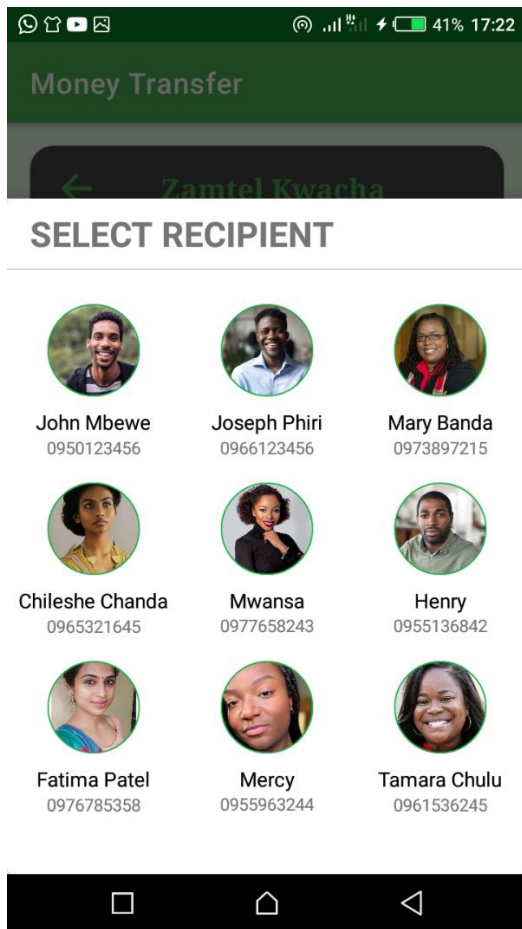 41% 17:22
Money Transfer
Zamtel Kwacha
SELECT RECIPIENT
John Mbewe Joseph Phiri Mary Banda
0950123456 0966123456 0973897215
Chileshe Chanda Mwansa Henry
0965321645 0977658243 0955136842
Fatima Patel Mercy Tamara Chulu
0976785358 0955963244 0961536245